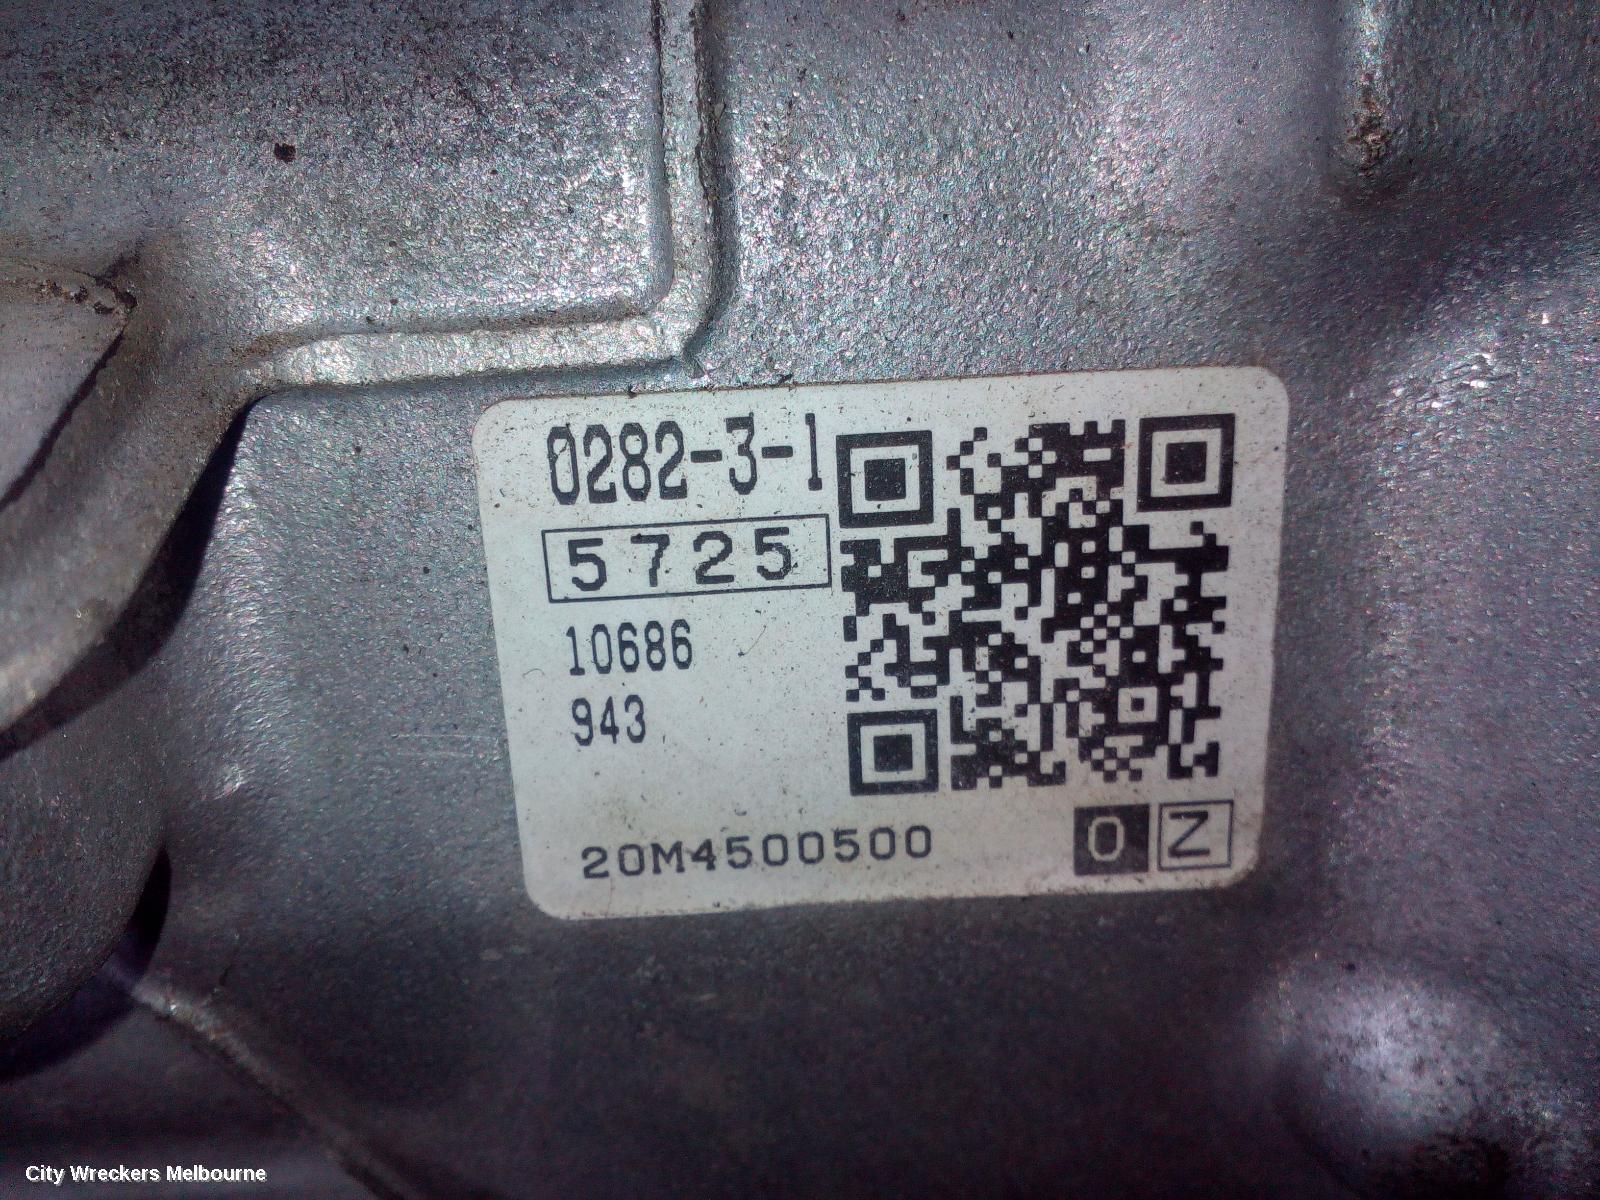 0282-3-1
5725
10686
943
20M4500500 0 Z
City Wreckers Melbourne